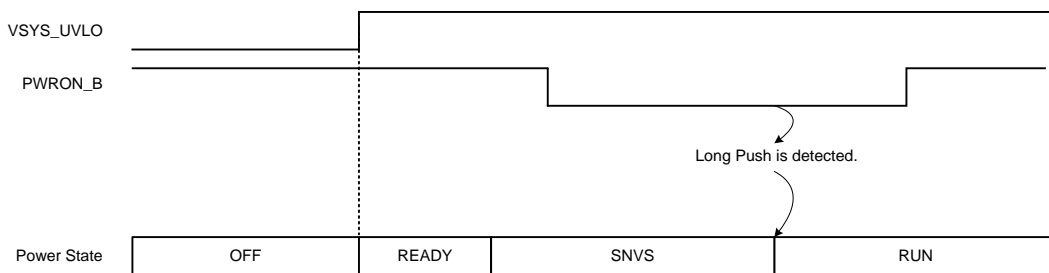 VSYS_UVLO
PWRON_B
Long Push is detected.
Power State OFF READY SNVS RUN